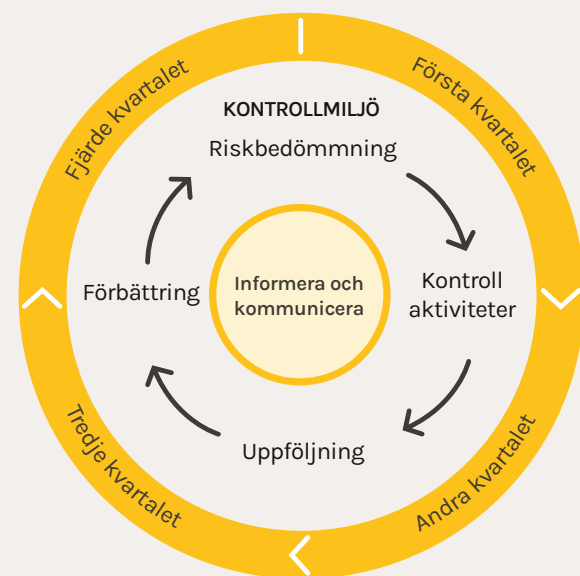 Fjärde kvartalet
Första kvartalet
KONTROLLMILJÖ
Riskbedömmning
Förbättring
Informera och
kommunicera
Kontroll
aktiviteter
Uppföljning
Tredje kvartalet
Andra kvartalet